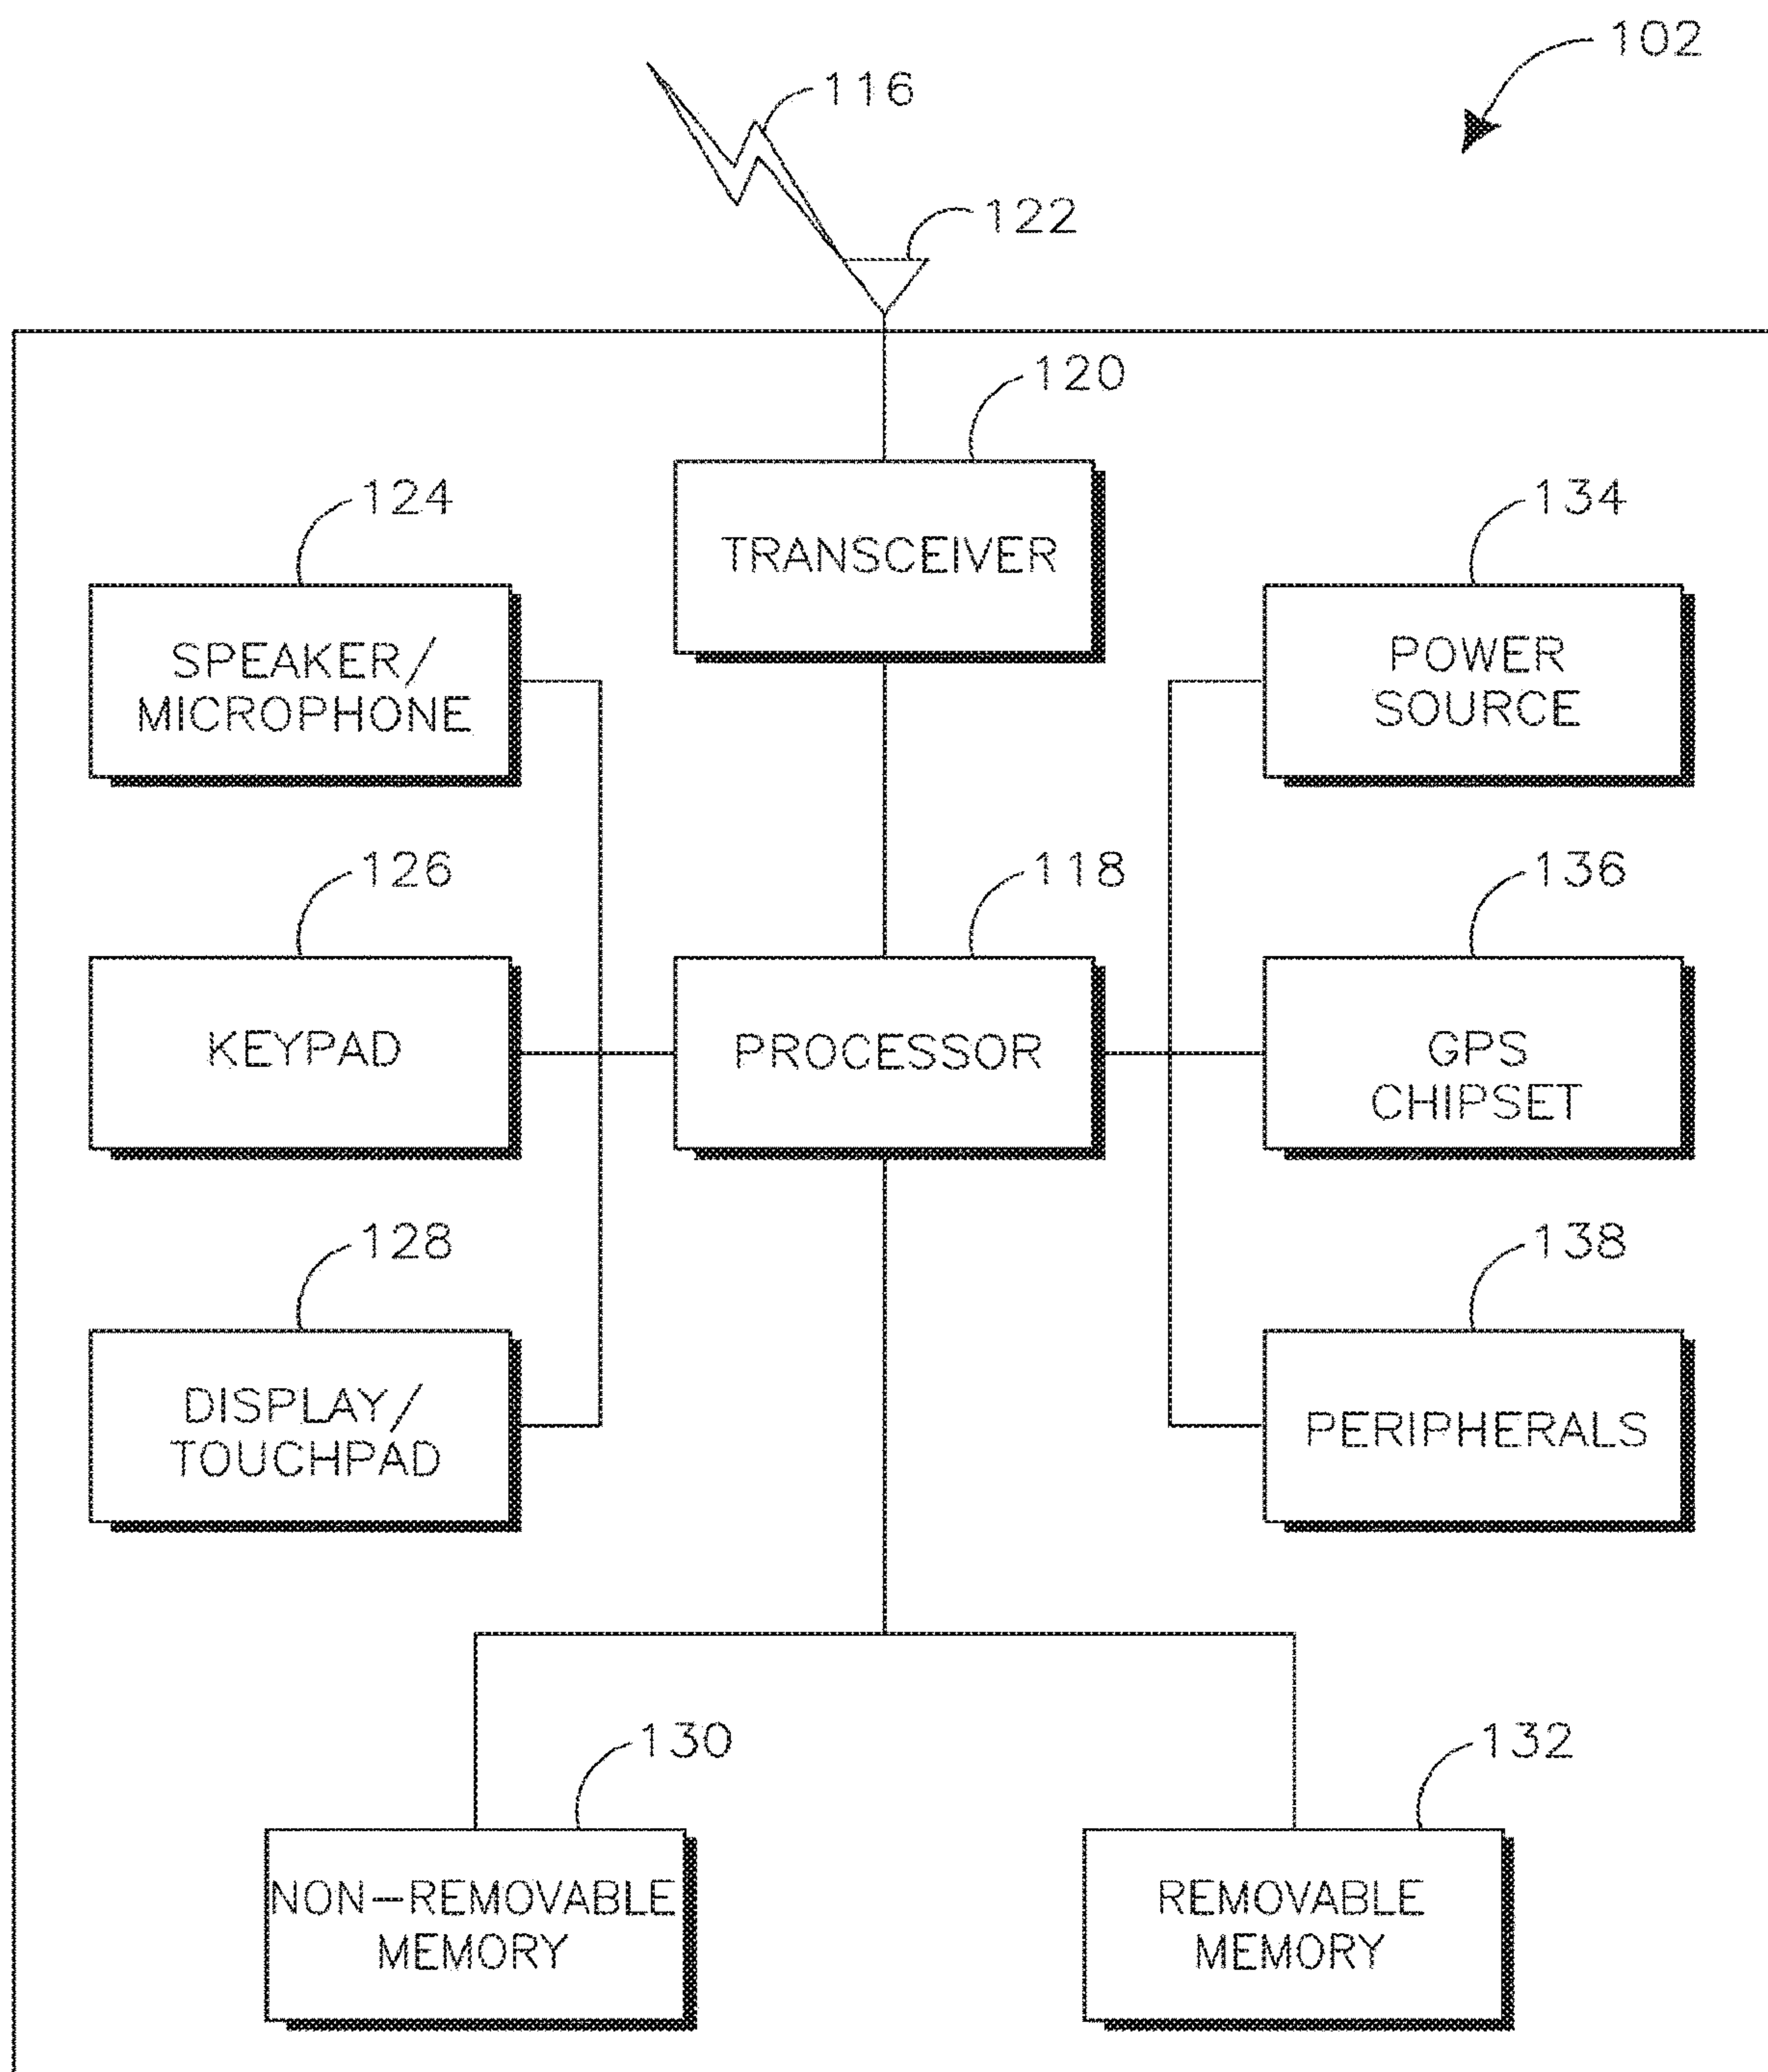 102
116
122
120
TRANSCEIVER
124
SPEAKER/
MICROPHONE
134
POWER
SOURCE
126
KEYPAD
118
PROCESSOR
136
GPS
CHIPSET
128
DISPLAY/
TOUCHPAD
138
PERIPHERALS
130
NON-REMOVABLE
MEMORY
132
REMOVABLE
MEMORY